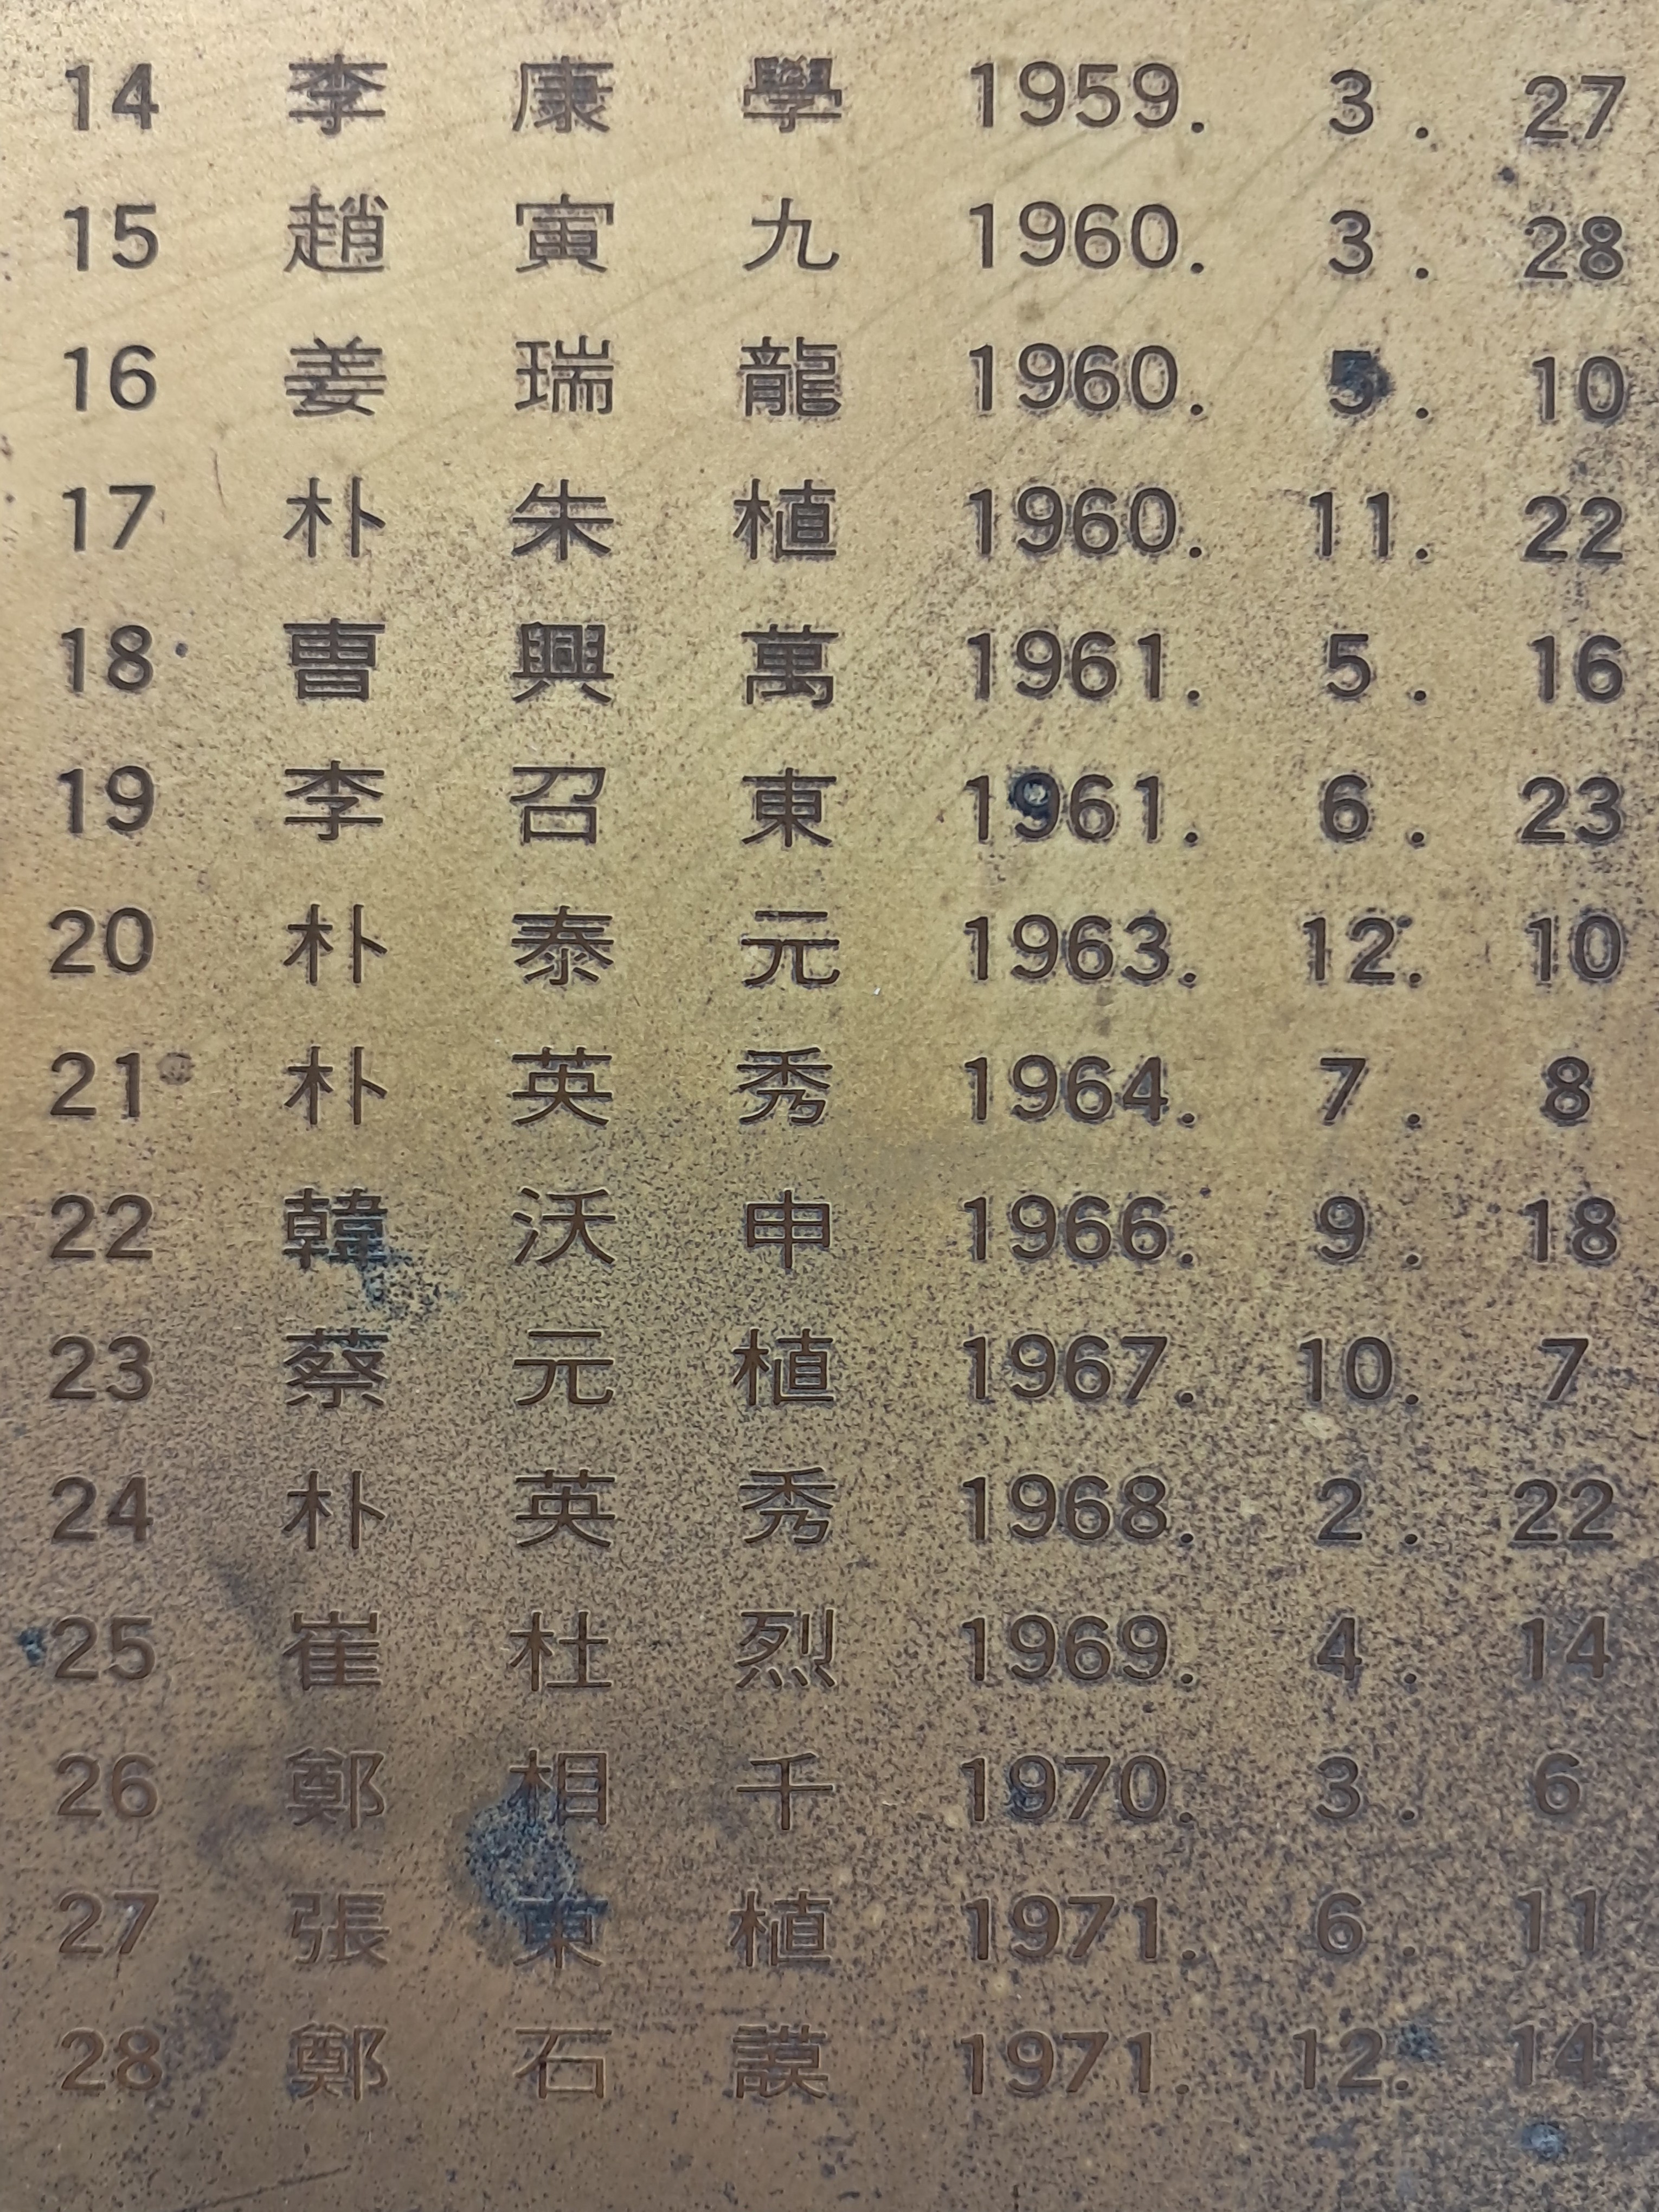 14 李 康 學 1959. 3. 27
15 趙 寅 九 1960. 3. 28
16 姜 瑞 龍 1960. 5. 10
17 朴 朱 植 1960. 11. 22
18 曺 興 萬 1961. 5. 16
19 李 召 東 1961. 6. 23
20 朴 泰 元 1963. 12. 10
21 朴 英 秀 1964. 7. 8
22 韓 沃 申 1966. 9. 18
23 蔡 元 植 1967. 10. 7
24 朴 英 秀 1968. 2. 22
25 崔 杜 烈 1969. 4. 14
26 鄭 相 千 1970. 3. 6
27 張 東 植 1971. 6. 11
28 鄭 石 謨 1971. 12. 14